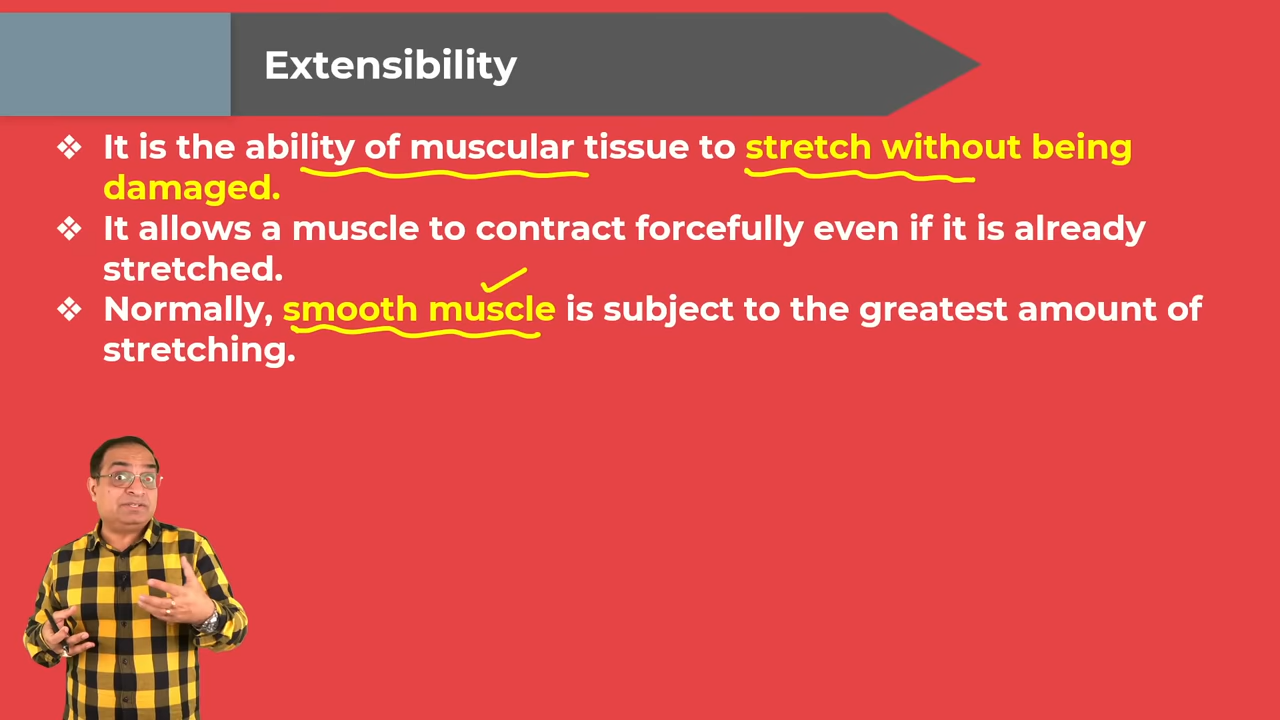 Extensibility
❖ It is the ability of muscular tissue to stretch without being
damaged.
❖ It allows a muscle to contract forcefully even if it is already
stretched.
❖ Normally, smooth muscle is subject to the greatest amount of
stretching.